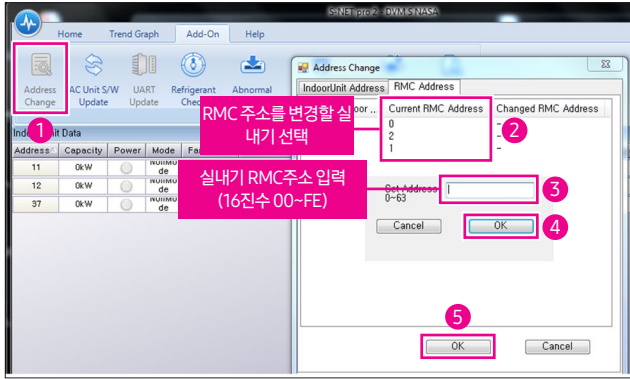 S-NET pro 2 - DVM S NASA
Home Trend Graph Add-On Help
Address Change
AC Unit S/W Update
UART Update
Refrigerant
Abnormal
1
Address Change
IndoorUnit Address RMC Address
Current RMC Address Changed RMC Address
0 -
2
1 -
2
RMC 주소를 변경할 실
내기 선택
Data
Address Capacity Power Mode
11 0kW
de
12 0kW
de
37 0kW
de
실내기 RMC주소 입력
(16진수 00~FE)
Set Address
0~63
3
Cancel OK
4
5
OK Cancel